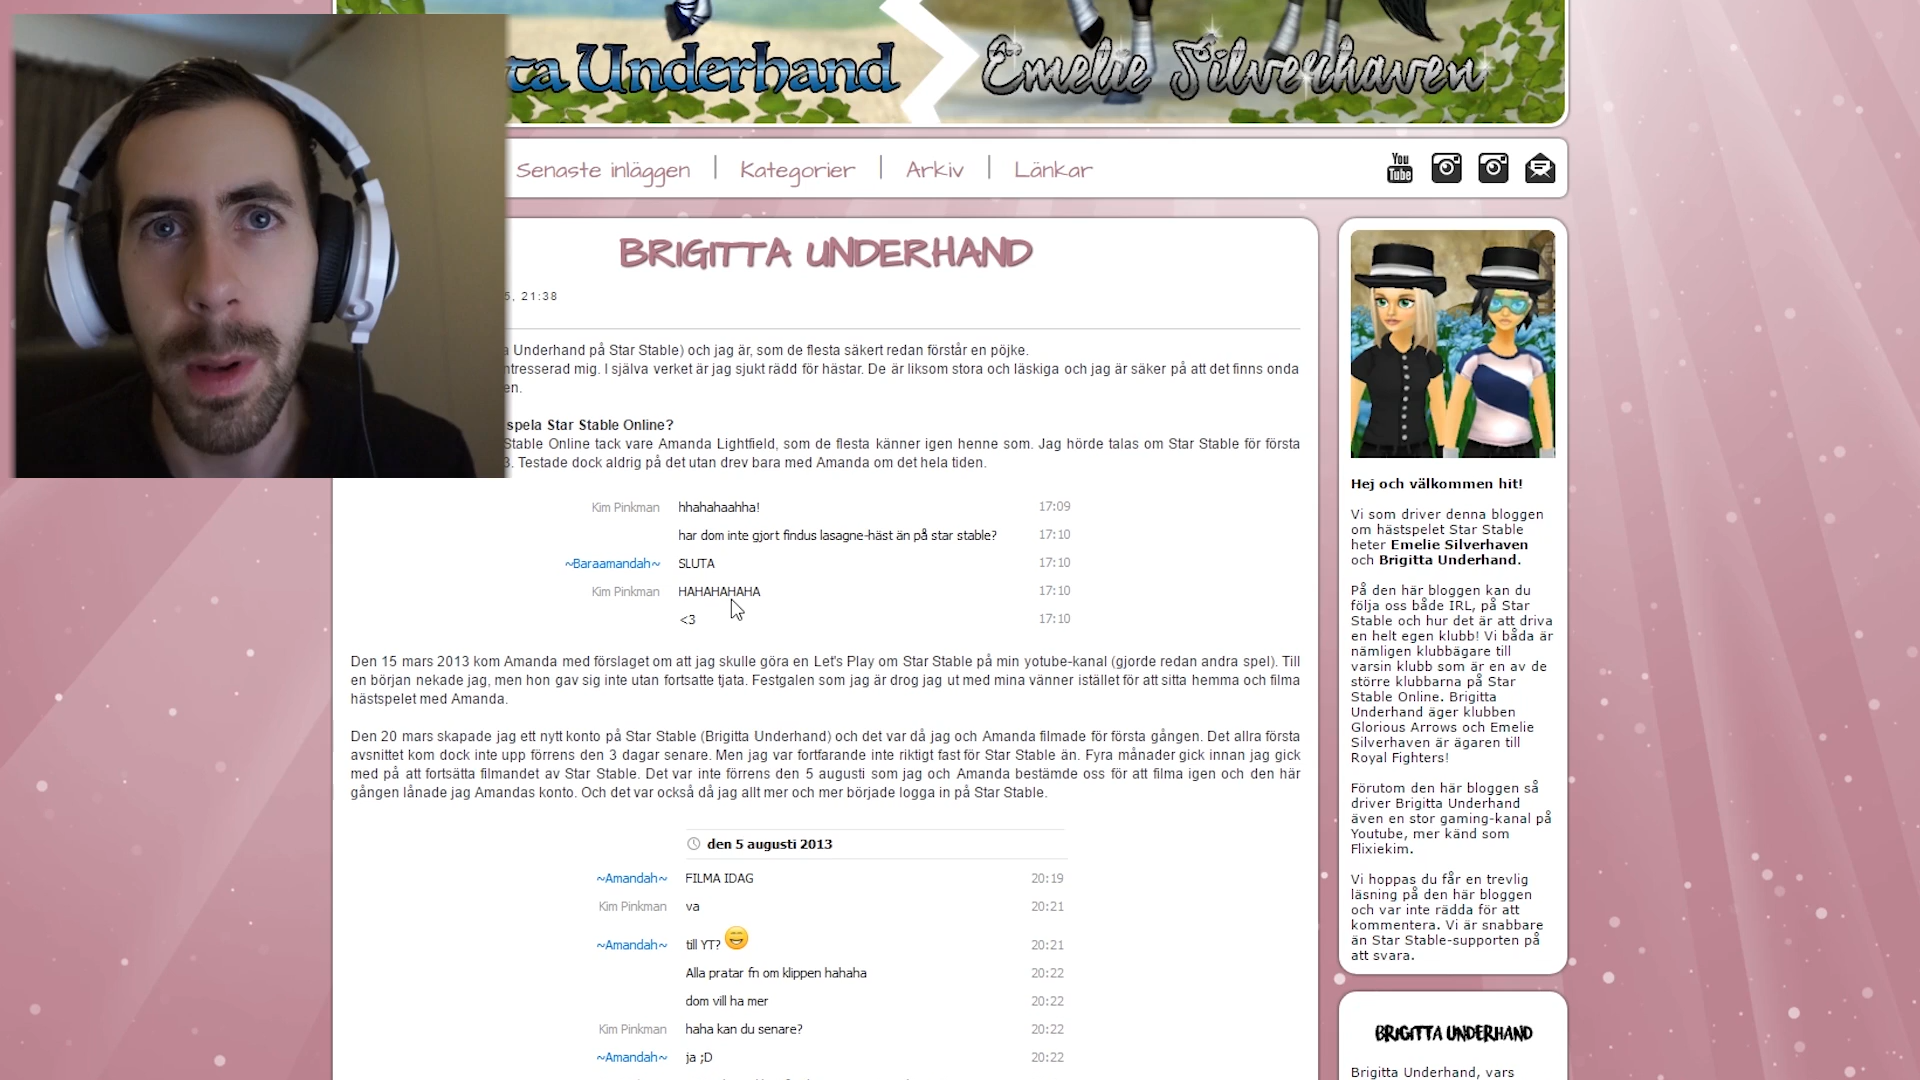 ta Underhand
Emelie Silverhaven
Senaste inläggen | Kategorier | Arkiv | Länkar
You
Tube
BRIGITTA UNDERHAND
5, 21:38
Underhand på Star Stable) och jag är, som de flesta säkert redan förstår en pöjke.
ntresserad mig. I själva verket är jag sjukt rädd för hästar. De är liksom stora och läskiga och jag är säker på att det finns onda
en.
spela Star Stable Online?
Stable Online tack vare Amanda Lightfield, som de flesta känner igen henne som. Jag hörde talas om Star Stable för första
3. Testade dock aldrig på det utan drev bara med Amanda om det hela tiden.
Kim Pinkman hhahahaahha! 17:09
har dom inte gjort findus lasagne-häst än på star stable? 17:10
~Baraamandah~ SLUTA 17:10
Kim Pinkman HAHAHAHAHA 17:10
<3 17:10
Den 15 mars 2013 kom Amanda med förslaget om att jag skulle göra en Let's Play om Star Stable på min yotube-kanal (gjorde redan andra spel). Till
en början nekade jag, men hon gav sig inte utan fortsatte tjata. Festgalen som jag är drog jag ut med mina vänner istället för att sitta hemma och filma
hästspelet med Amanda.
Den 20 mars skapade jag ett nytt konto på Star Stable (Brigitta Underhand) och det var då jag och Amanda filmade för första gången. Det allra första
avsnittet kom dock inte upp förrens den 3 dagar senare. Men jag var fortfarande inte riktigt fast för Star Stable än. Fyra månader gick innan jag gick
med på att fortsätta filmandet av Star Stable. Det var inte förrens den 5 augusti som jag och Amanda bestämde oss för att filma igen och den här
gången lånade jag Amandas konto. Och det var också då jag allt mer och mer började logga in på Star Stable.
den 5 augusti 2013
~Amandah~ FILMA IDAG 20:19
Kim Pinkman va 20:21
~Amandah~ till YT? 20:21
Alla pratar fn om klippen hahaha 20:22
dom vill ha mer 20:22
Kim Pinkman haha kan du senare? 20:22
~Amandah~ ja ;D 20:22
Hej och välkommen hit!
Vi som driver denna bloggen
om hästspelet Star Stable
heter Emelie Silverhaven
och Brigitta Underhand.
På den här bloggen kan du
följa oss både IRL, på Star
Stable och hur det är att driva
en helt egen klubb! Vi båda är
nämligen klubbägare till
varsin klubb som är en av de
större klubbarna på Star
Stable Online. Brigitta
Underhand äger klubben
Glorious Arrows och Emelie
Silverhaven är ägaren till
Royal Fighters!
Förutom den här bloggen så
driver Brigitta Underhand
även en stor gaming-kanal på
Youtube, mer känd som
Flixiekim.
Vi hoppas du får en trevlig
läsning på den här bloggen
och var inte rädda för att
kommentera. Vi är snabbare
än Star Stable-supporten på
att svara.
BRIGITTA UNDERHAND
Brigitta Underhand, vars